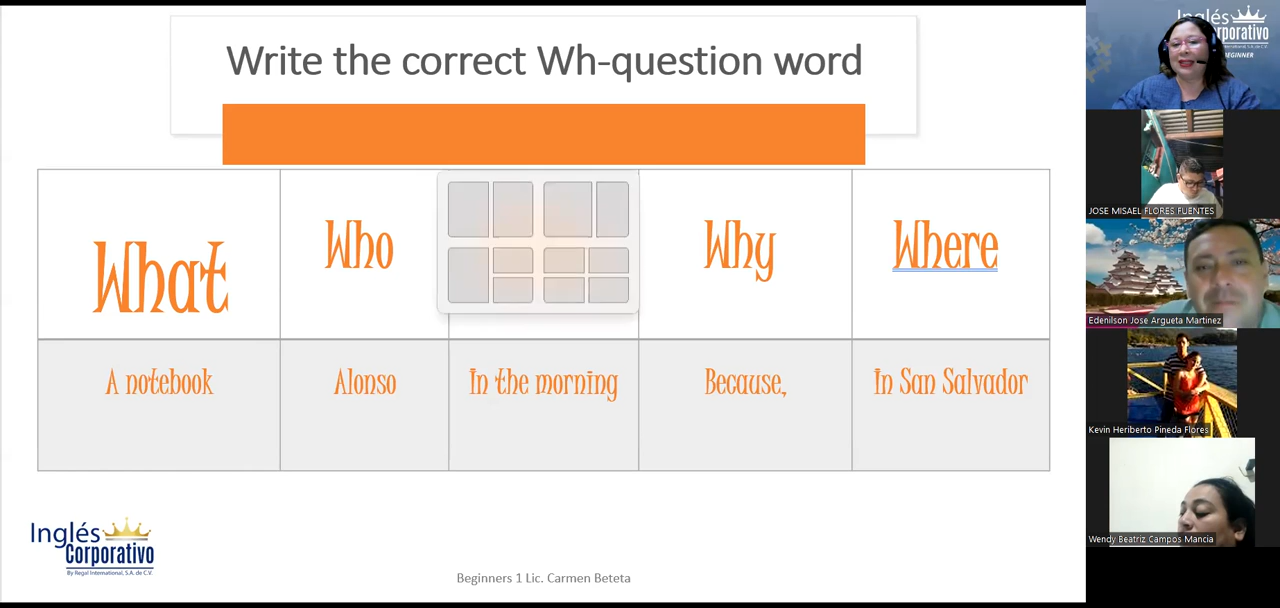 Write the correct Wh-question word
What
Who
Why
Where
A notebook
Alonso
In the morning
Because,
In San Salvador
Inglés
Corporativo
By Regal International, S.A. de C.V.
Beginners 1 Lic. Carmen Beteta
Inglés
orporativo
BEGINNER
JOSE MISAEL FLORES FUENTES
Edenilson Jose Argueta Martinez
Kevin Heriberto Pineda Flores
Wendy Beatriz Campos Mancia